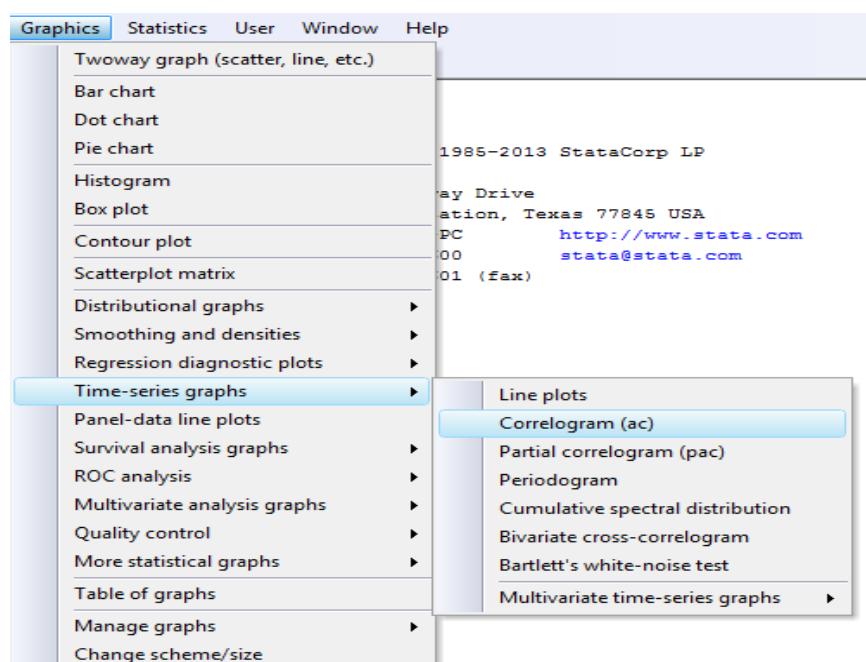 Graphics Statistics User Window Help
Twoway graph (scatter, line, etc.)
Bar chart
Dot chart
Pie chart
1985-2013 StataCorp LP
Histogram
ay Drive
Box plot
ation, Texas 77845 USA
Contour plot
PC http://www.stata.com
00 stata@stata.com
Scatterplot matrix
01 (fax)
Distributional graphs
Smoothing and densities
Regression diagnostic plots
Time-series graphs
Line plots
Panel-data line plots
Correlogram (ac)
Survival analysis graphs
Partial correlogram (pac)
ROC analysis
Periodogram
Multivariate analysis graphs
Cumulative spectral distribution
Quality control
Bivariate cross-correlogram
More statistical graphs
Bartlett's white-noise test
Table of graphs
Multivariate time-series graphs
Manage graphs
Change scheme/size